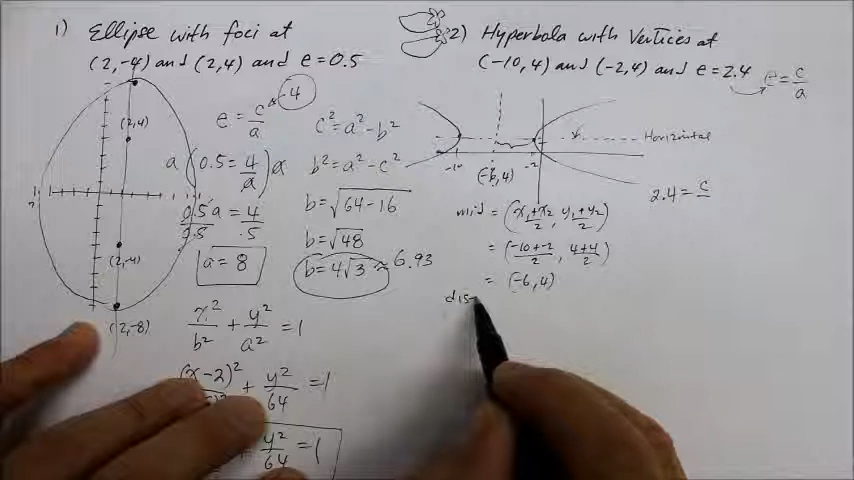 1) Ellipse with foci at
(2,-4) and (2,4) and e = 0.5
(2,4)
(2,-4)
(2,-8)
e = c/a
4
a(0.5 = 4/a)a
0.5a/0.5 = 4/.5
a = 8
c² = a² - b²
b² = a² - c²
b = √64-16
b = √48
b = 4√3 ≈ 6.93
x²/b² + y²/a² = 1
(x-2)²
+ y²/64 = 1
y²/64 = 1
2) Hyperbola with Vertices at
(-10,4) and (-2,4) and e = 2.4
e = c/a
Horizontal
-10
-2
(-6,4)
2.4 = c
mid = (x₁+x₂/2, y₁+y₂/2)
= (-10+-2/2, 4+4/2)
= (-6,4)
dis